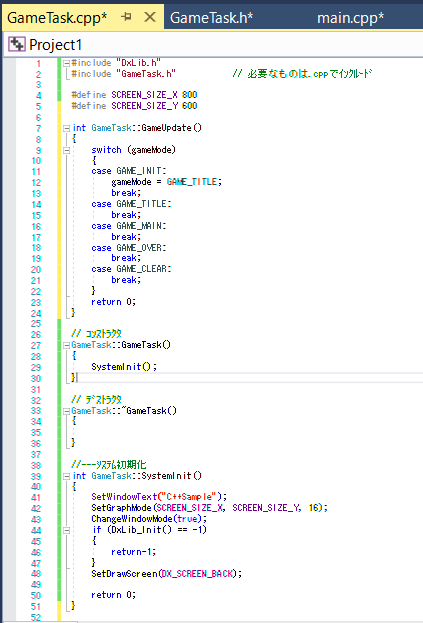 GameTask.cpp* GameTask.h* main.cpp*
Project1
1 #include "DxLib.h"
2 #include "GameTask.h" // 必要なものは.cppでｲﾝｸﾙｰﾄﾞ
3
4 #define SCREEN_SIZE_X 800
5 #define SCREEN_SIZE_Y 600
6
7 int GameTask::GameUpdate()
8 {
9 switch (gameMode)
10 {
11 case GAME_INIT:
12 gameMode = GAME_TITLE;
13 break;
14 case GAME_TITLE:
15 break;
16 case GAME_MAIN:
17 break;
18 case GAME_OVER:
19 break;
20 case GAME_CLEAR:
21 break;
22 }
23 return 0;
24 }
25
26 // ｺﾝｽﾄﾗｸﾀ
27 GameTask::GameTask()
28 {
29 SystemInit();
30 }
31
32 // ﾃﾞｽﾄﾗｸﾀ
33 GameTask::~GameTask()
34 {
35
36 }
37
38 //---ｼｽﾃﾑ初期化
39 int GameTask::SystemInit()
40 {
41 SetWindowText("C++Sample");
42 SetGraphMode(SCREEN_SIZE_X, SCREEN_SIZE_Y, 16);
43 ChangeWindowMode(true);
44 if (DxLib_Init() == -1)
45 {
46 return-1;
47 }
48 SetDrawScreen(DX_SCREEN_BACK);
49
50 return 0;
51 }
52